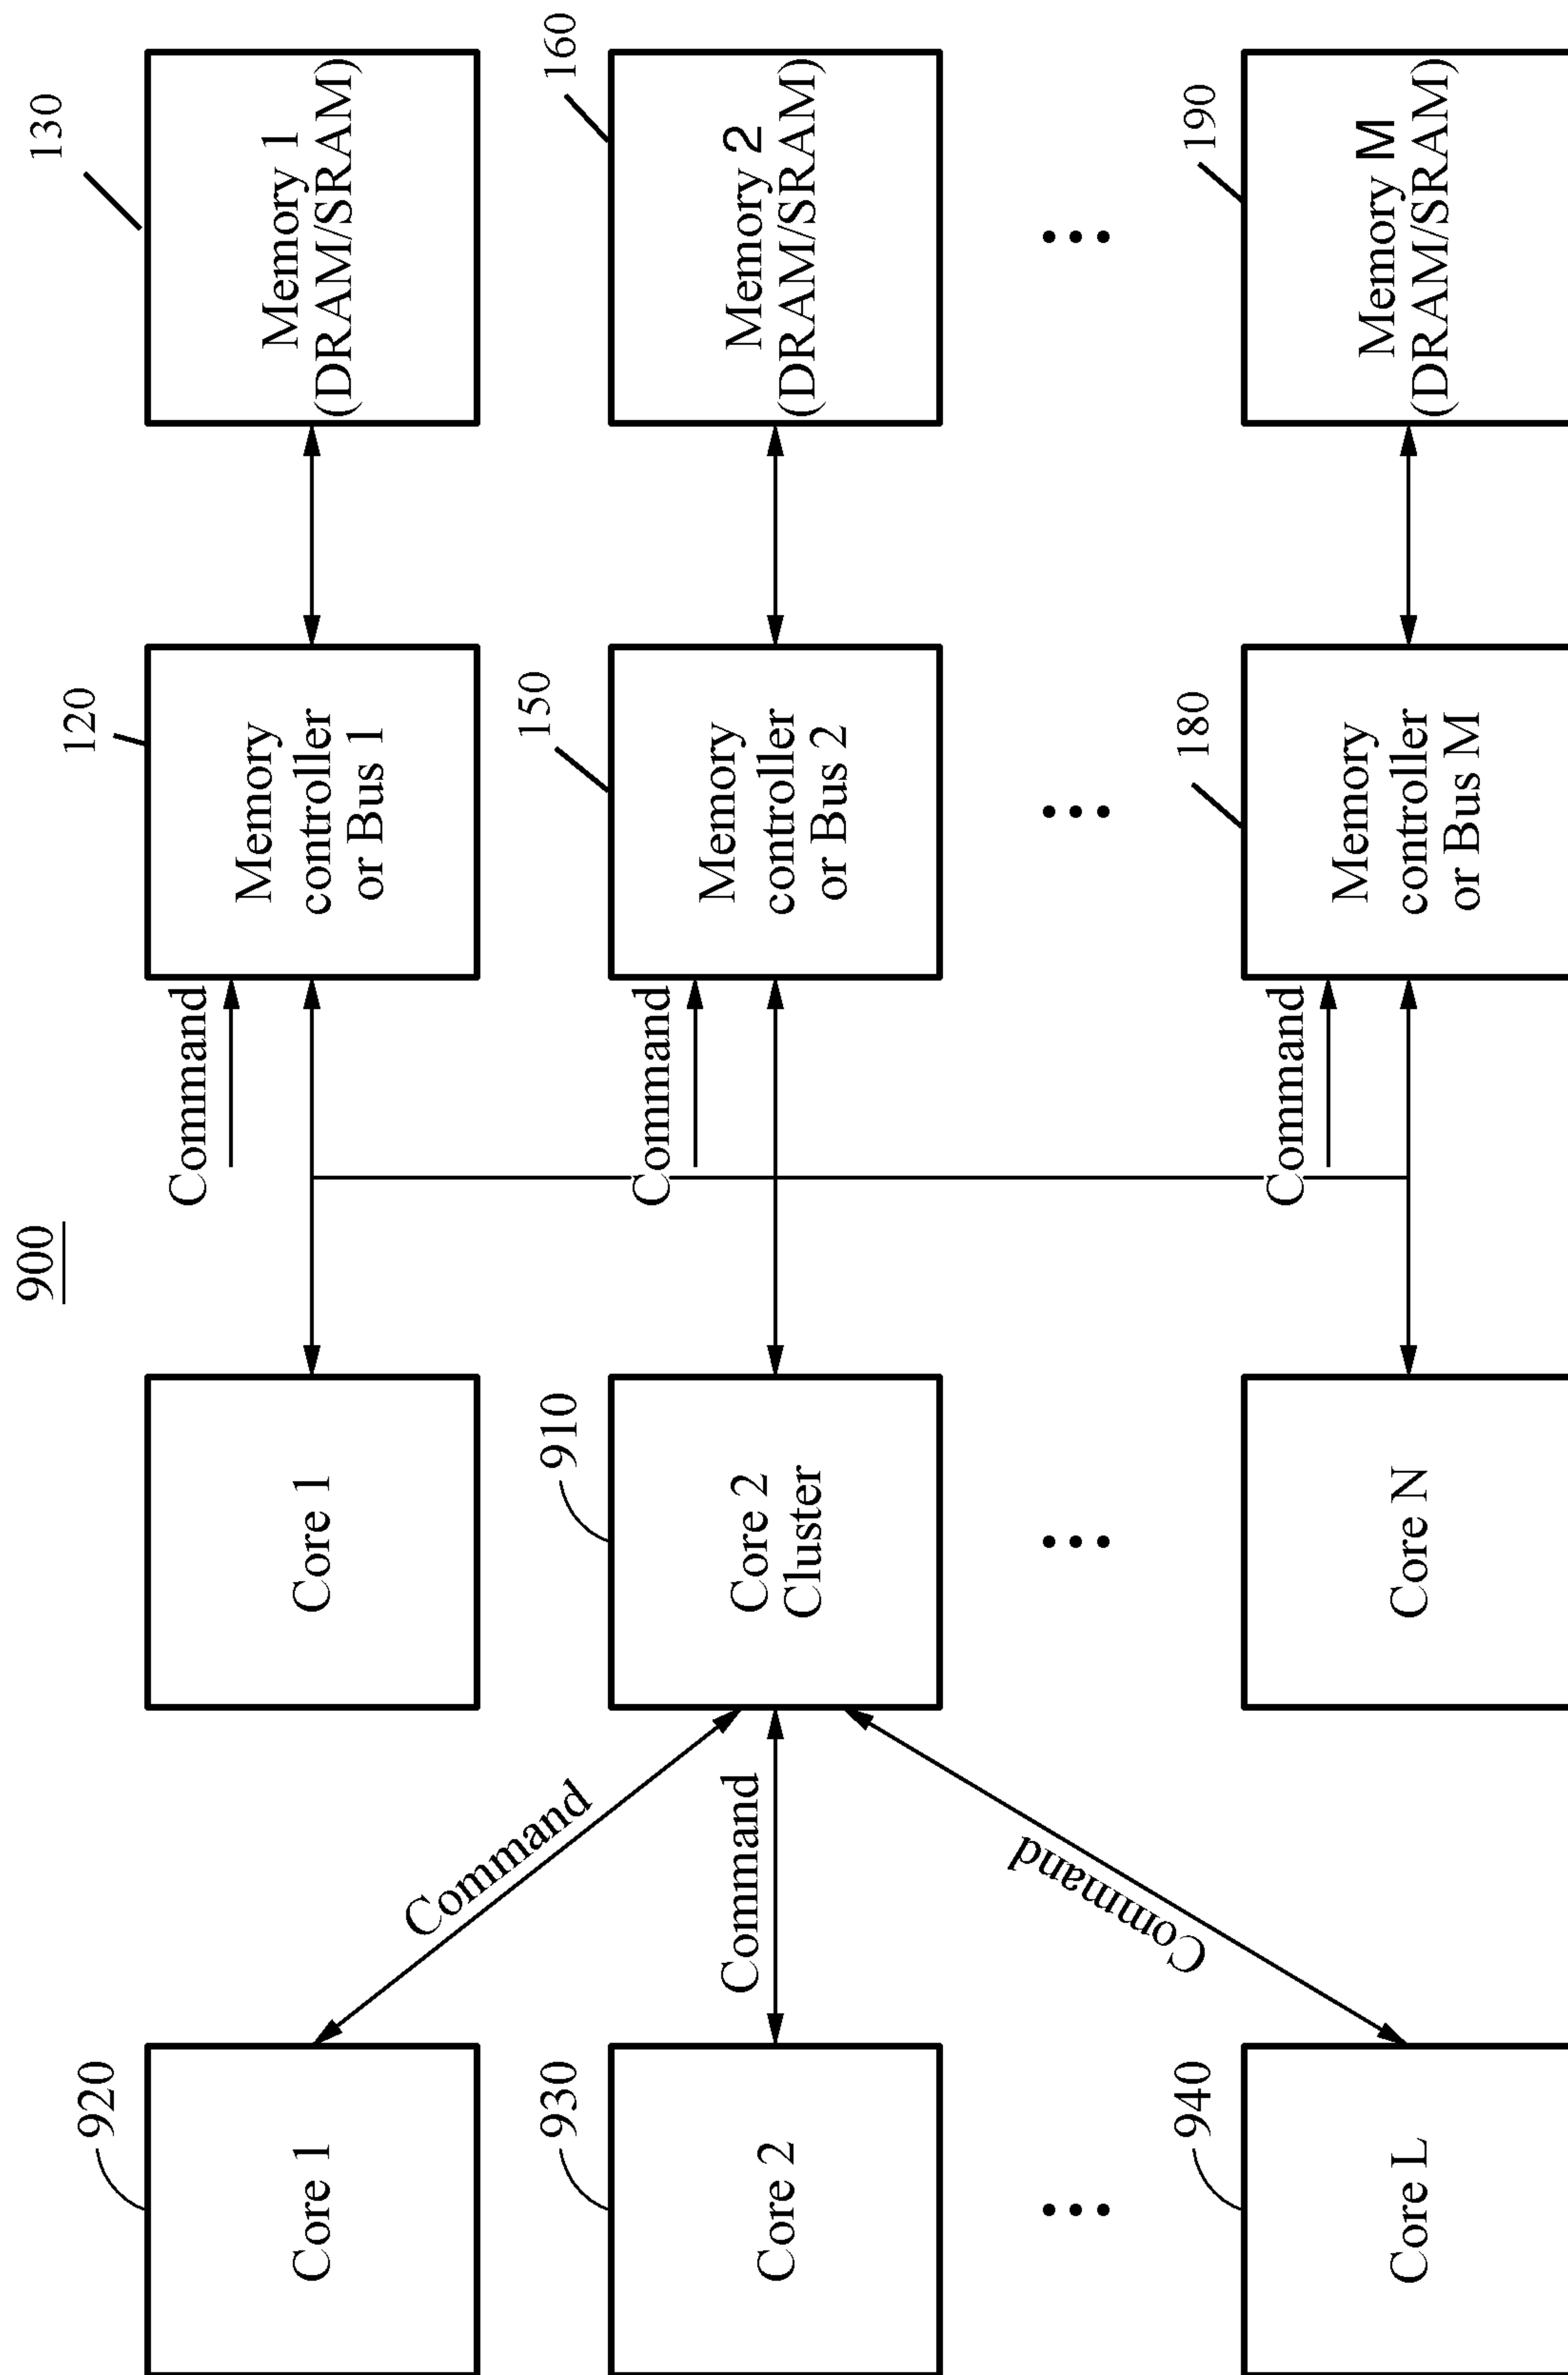 900
920
Core 1
Command
Core 1
Command
120
Memory
controller
or Bus 1
130
Memory 1
(DRAM/SRAM)
930
Core 2
Command
910
Core 2
Cluster
Command
150
Memory
controller
or Bus 2
160
Memory 2
(DRAM/SRAM)
940
Core L
Command
Core N
Command
180
Memory
controller
or Bus M
190
Memory M
(DRAM/SRAM)